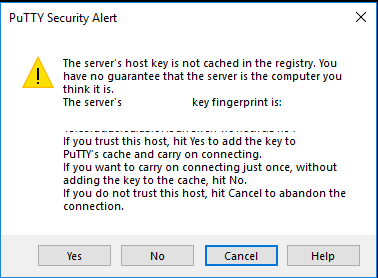 PuTTY Security Alert
The server's host key is not cached in the registry. You
have no guarantee that the server is the computer you
think it is.
The server's key fingerprint is:
If you trust this host, hit Yes to add the key to
PuTTY's cache and carry on connecting.
If you want to carry on connecting just once, without
adding the key to the cache, hit No.
If you do not trust this host, hit Cancel to abandon the
connection.
Yes No Cancel Help